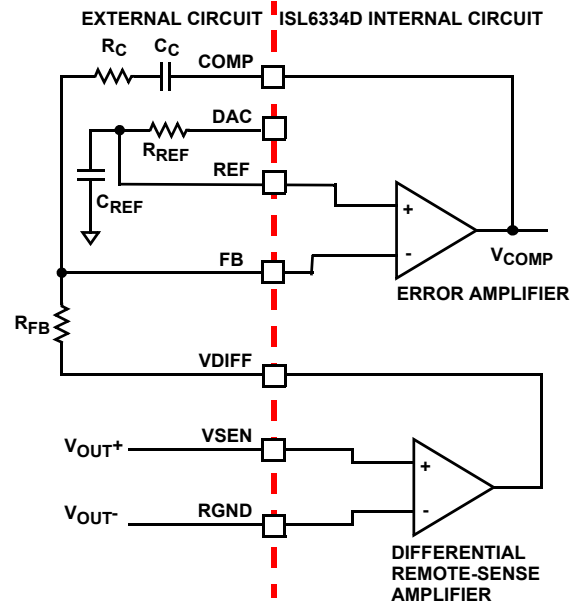 EXTERNAL CIRCUIT
ISL6334D INTERNAL CIRCUIT
RC
CC
COMP
DAC
RREF
REF
CREF
+
-
VCOMP
FB
ERROR AMPLIFIER
RFB
VDIFF
VOUT+
VSEN
+
-
VOUT-
RGND
DIFFERENTIAL
REMOTE-SENSE
AMPLIFIER